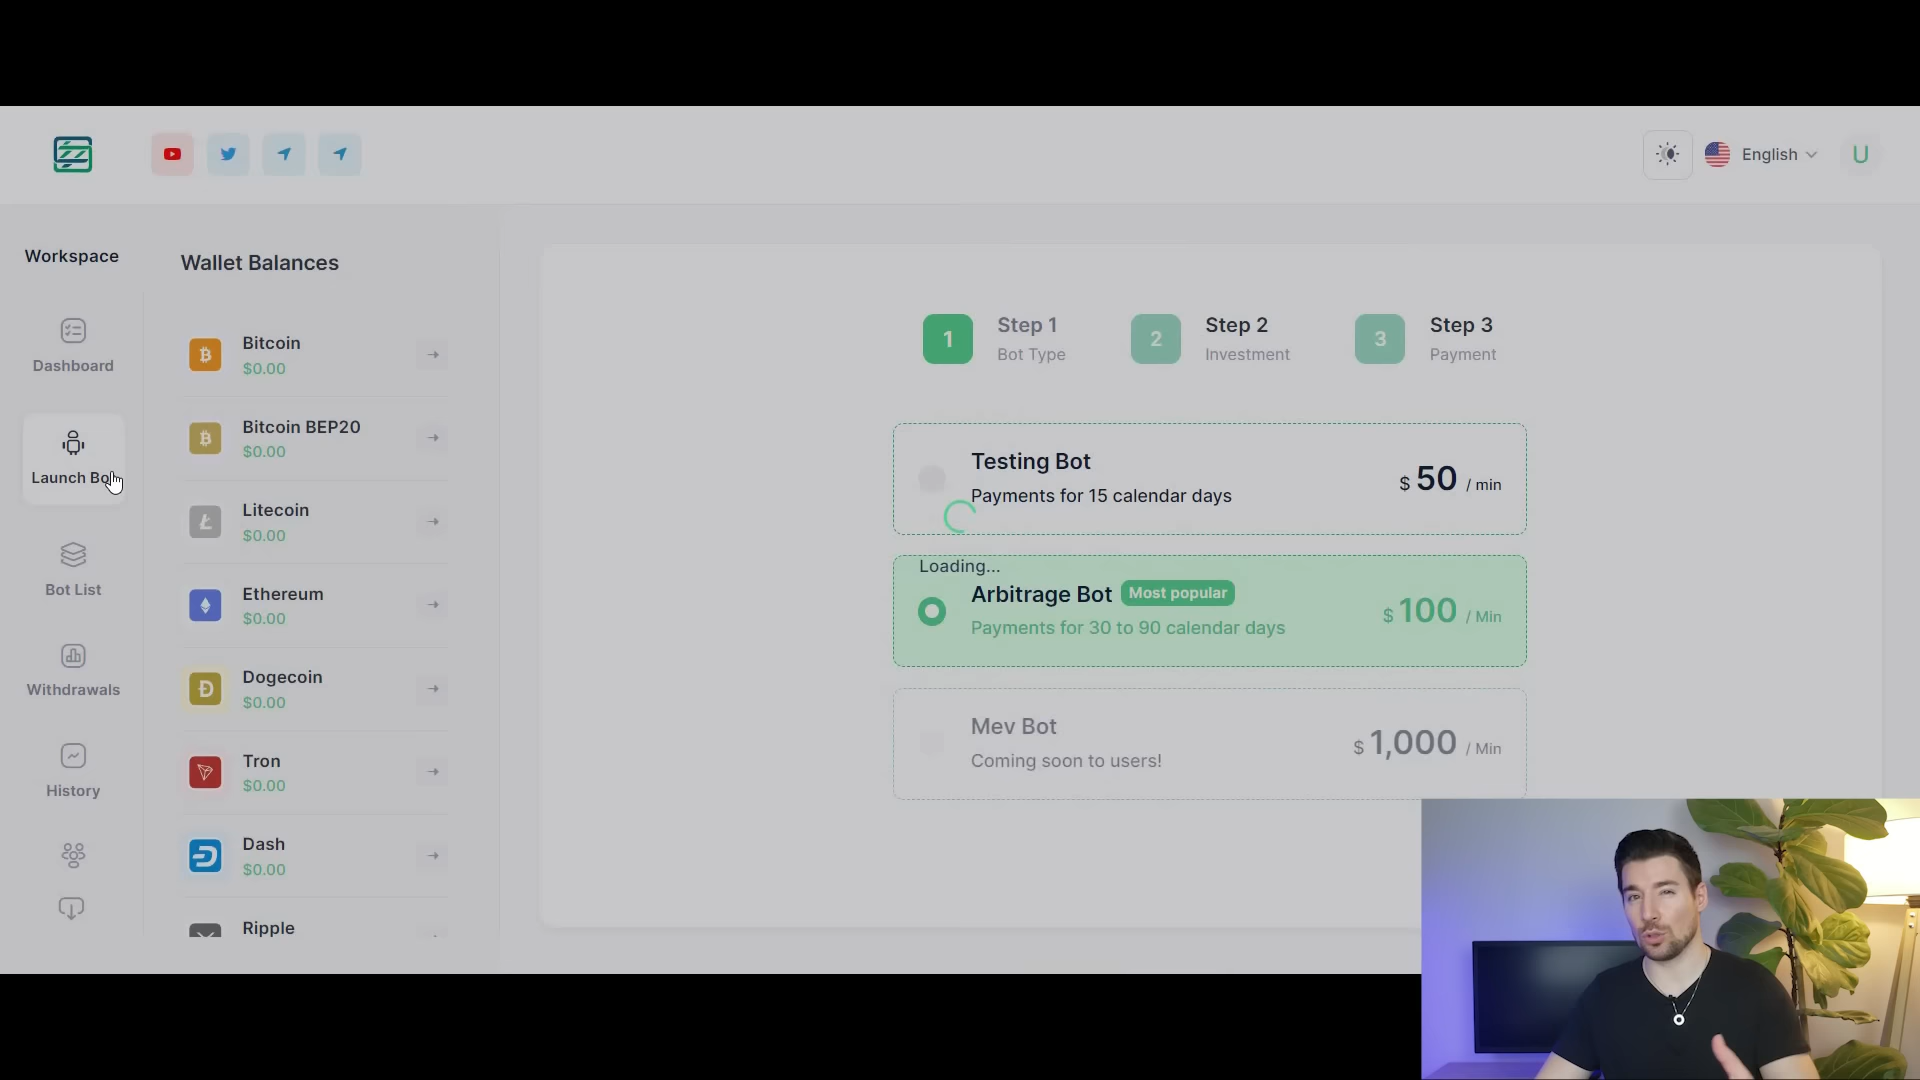 English
U
Workspace
Dashboard
Launch Bot
Bot List
Withdrawals
History
Wallet Balances
Bitcoin
$0.00
Bitcoin BEP20
$0.00
Litecoin
$0.00
Ethereum
$0.00
Dogecoin
$0.00
Tron
$0.00
Dash
$0.00
Ripple
1
Step 1
Bot Type
2
Step 2
Investment
3
Step 3
Payment
Testing Bot
Payments for 15 calendar days
$ 50 / min
Loading...
Arbitrage Bot Most popular
Payments for 30 to 90 calendar days
$ 100 / Min
Mev Bot
Coming soon to users!
$ 1,000 / Min